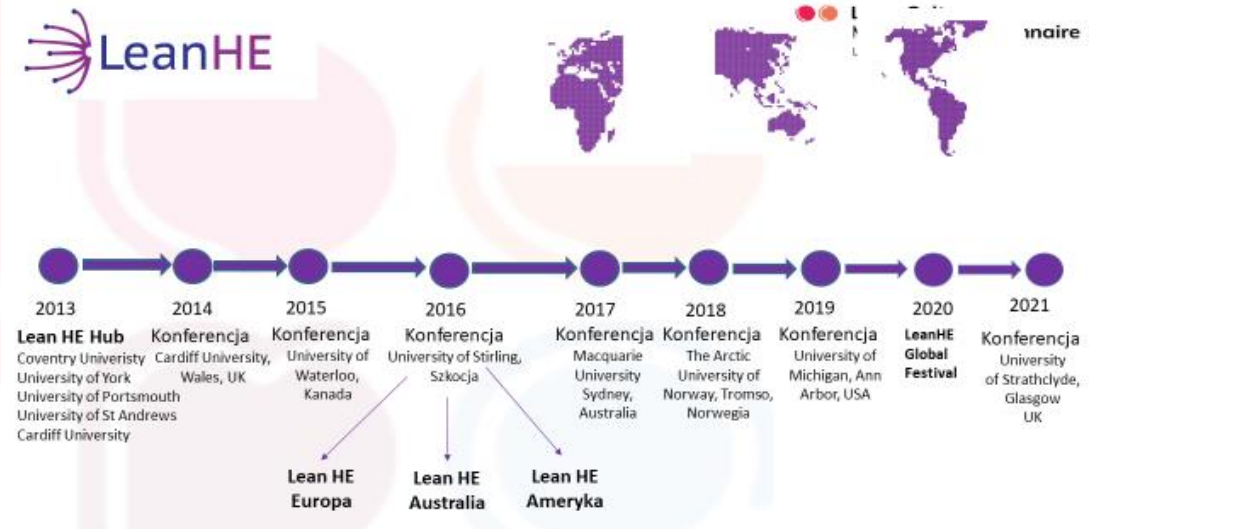 LeanHE
nnaire
2013
Lean HE Hub
Coventry Univeristy
University of York
University of Portsmouth
University of St Andrews
Cardiff University
2014
Konferencja
Cardiff University,
Wales, UK
2015
Konferencja
University of
Waterloo,
Kanada
2016
Konferencja
University of Stirling,
Szkocja
Lean HE
Europa
Lean HE
Australia
Lean HE
Ameryka
2017
Konferencja
Macquarie
University
Sydney,
Australia
2018
Konferencja
The Arctic
University of
Norway, Tromso,
Norwegia
2019
Konferencja
University of
Michigan, Ann
Arbor, USA
2020
LeanHE
Global
Festival
2021
Konferencja
University
of Strathclyde,
Glasgow
UK